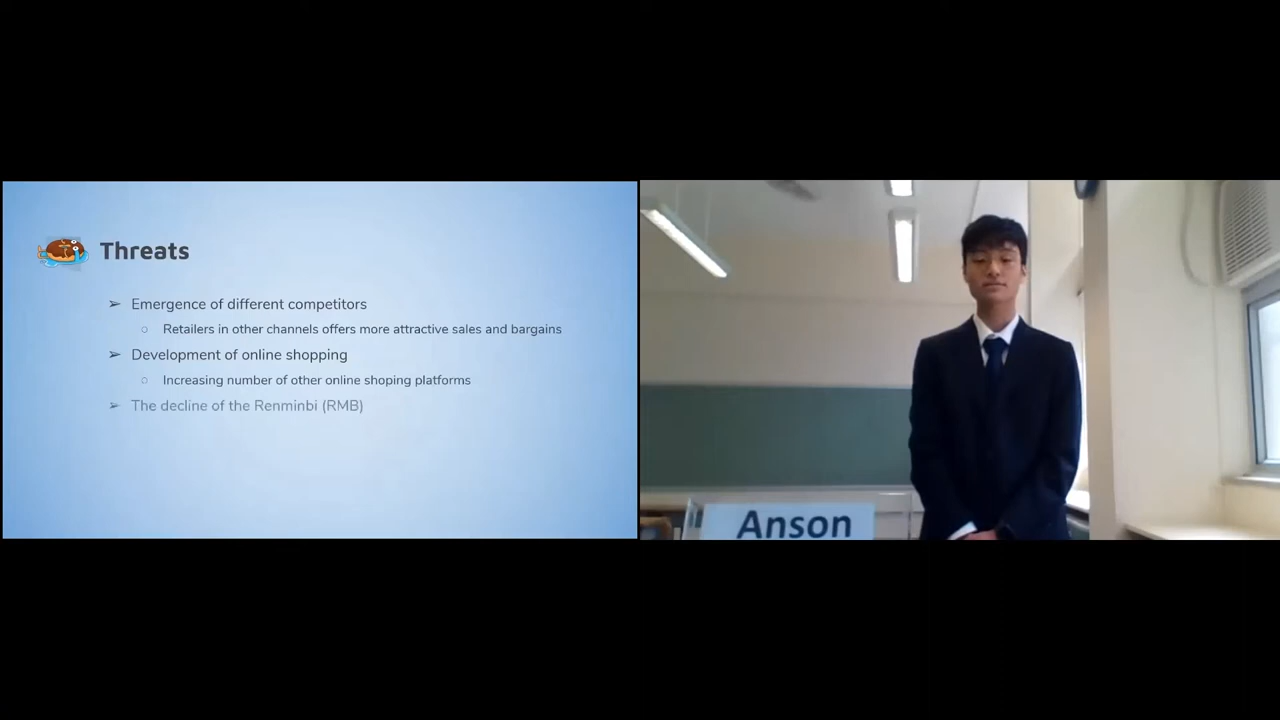 Threats
➢ Emergence of different competitors
○ Retailers in other channels offers more attractive sales and bargains
➢ Development of online shopping
○ Increasing number of other online shoping platforms
➢ The decline of the Renminbi (RMB)
Anson